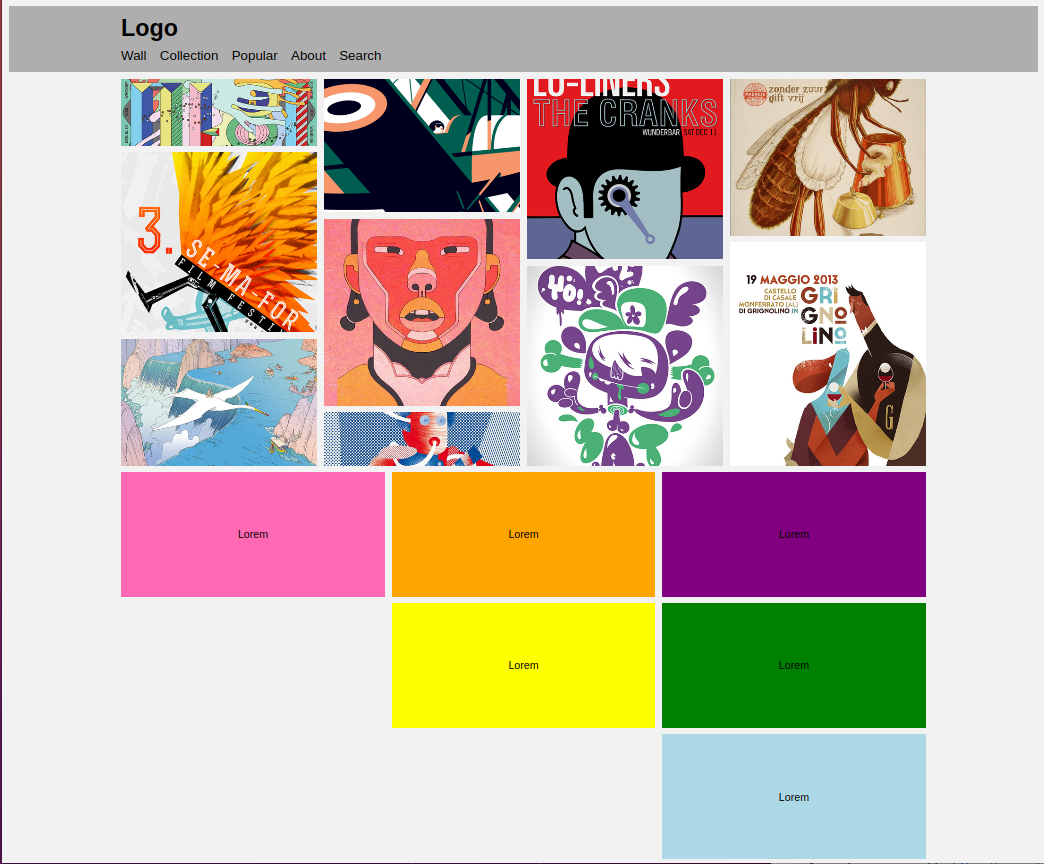 Logo
Wall Collection Popular About Search
LO-LINERS
THE CRANKS
WUNDERBAR SAT DEC 11
zonder zuur
gift vrij
3.
SE-MA-FOR
FILM FESTI
YO!
19 MAGGIO 2013
CASTELLO
DI CASALE
MONFERRATO (AL)
DI GRIGNOLINO IN
GRI
GNO
LINO
G
Lorem
Lorem
Lorem
Lorem
Lorem
Lorem